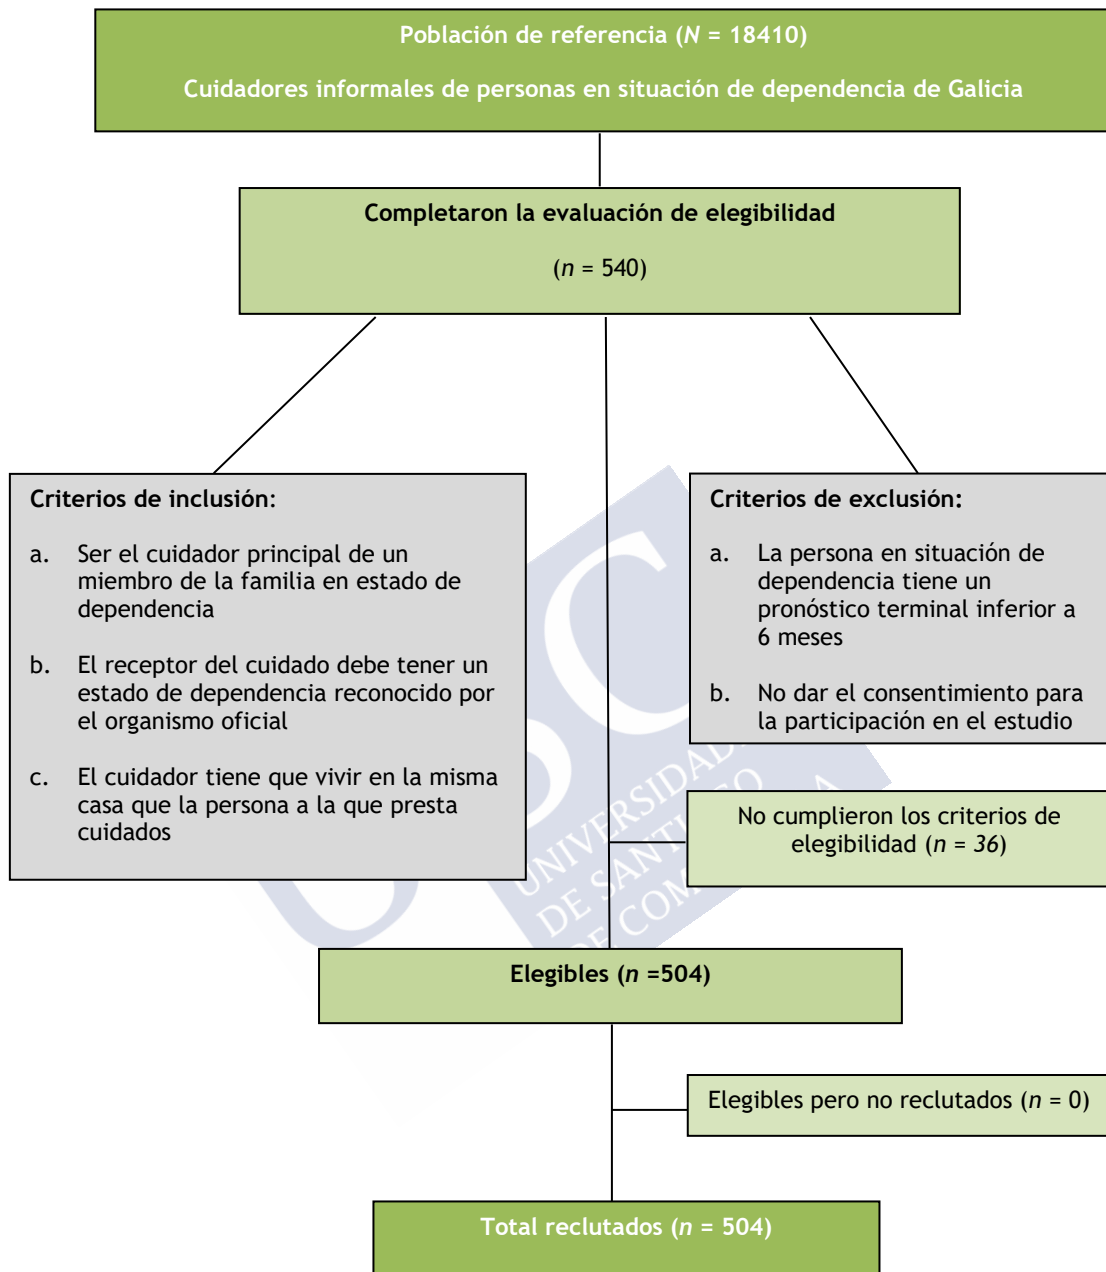 Población de referencia (N = 18410)
Cuidadores informales de personas en situación de dependencia de Galicia
Completaron la evaluación de elegibilidad
(n = 540)
Criterios de inclusión:
a. Ser el cuidador principal de un
miembro de la familia en estado de
dependencia
b. El receptor del cuidado debe tener un
estado de dependencia reconocido por
el organismo oficial
c. El cuidador tiene que vivir en la misma
casa que la persona a la que presta
cuidados
Criterios de exclusión:
a. La persona en situación de
dependencia tiene un
pronóstico terminal inferior a
6 meses
b. No dar el consentimiento para
la participación en el estudio
No cumplieron los criterios de
elegibilidad (n = 36)
Elegibles (n =504)
Elegibles pero no reclutados (n = 0)
Total reclutados (n = 504)